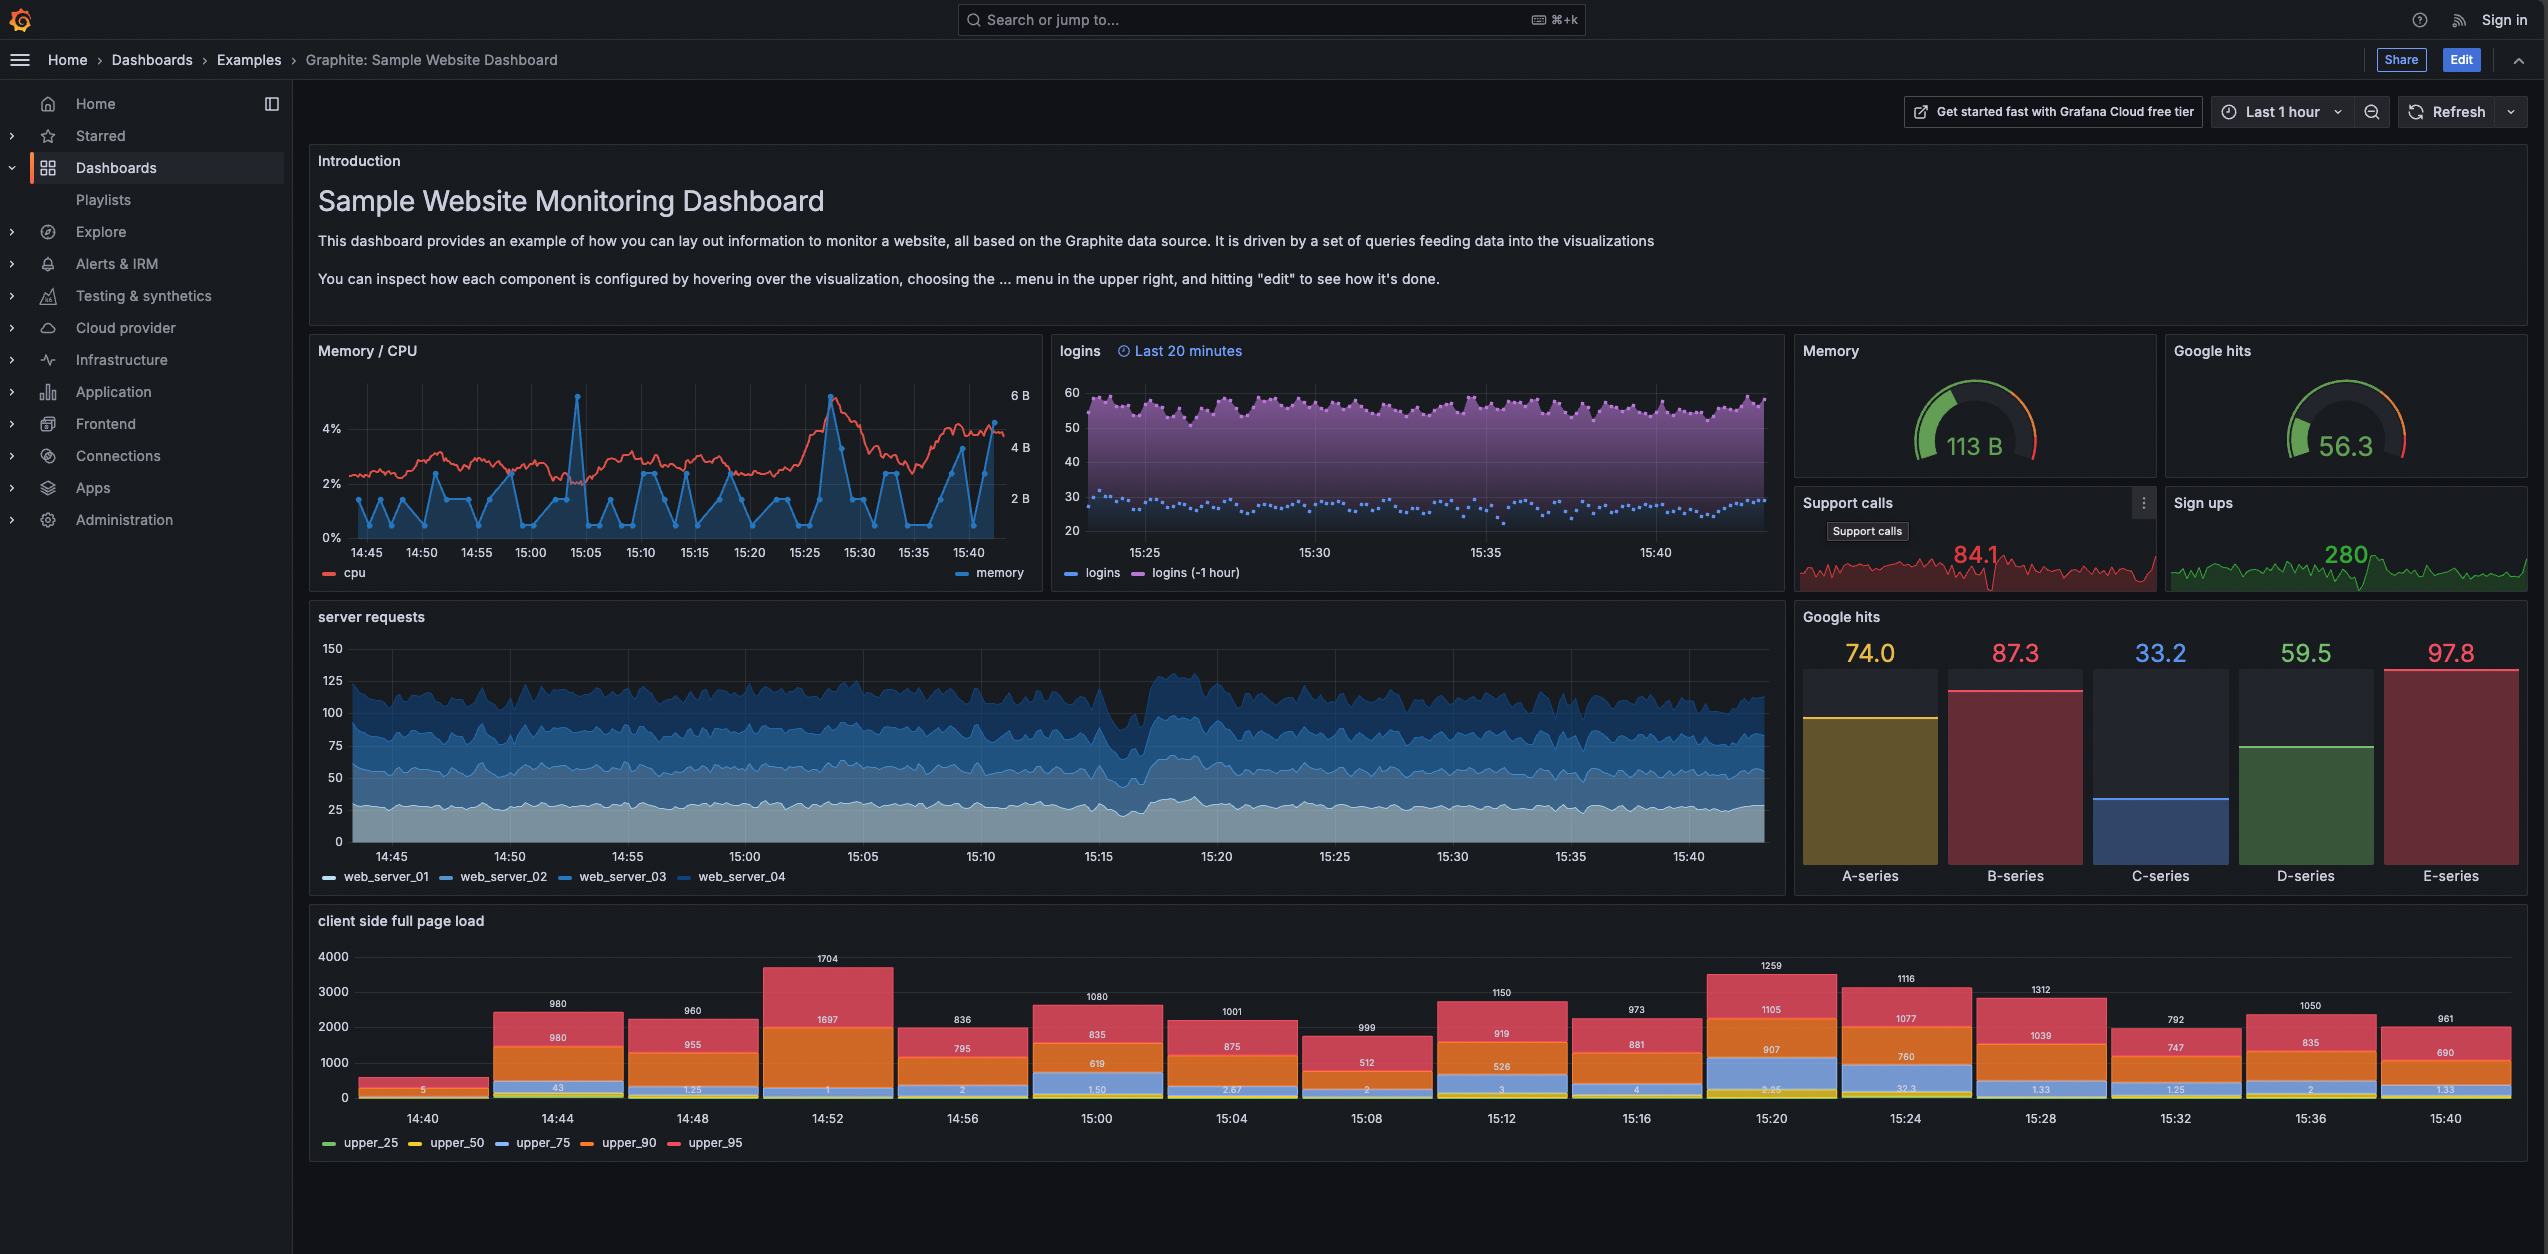 Search or jump to...
⌘+k
Sign in
Home › Dashboards › Examples › Graphite: Sample Website Dashboard
Share
Edit
Home
Starred
Dashboards
Playlists
Explore
Alerts & IRM
Testing & synthetics
Cloud provider
Infrastructure
Application
Frontend
Connections
Apps
Administration
Get started fast with Grafana Cloud free tier
Last 1 hour
Refresh
Introduction
Sample Website Monitoring Dashboard
This dashboard provides an example of how you can lay out information to monitor a website, all based on the Graphite data source. It is driven by a set of queries feeding data into the visualizations
You can inspect how each component is configured by hovering over the visualization, choosing the ... menu in the upper right, and hitting "edit" to see how it's done.
Memory / CPU
4%
2%
0%
6 B
4 B
2 B
14:45 14:50 14:55 15:00 15:05 15:10 15:15 15:20 15:25 15:30 15:35 15:40
cpu
memory
logins
Last 20 minutes
60
50
40
30
20
15:25 15:30 15:35 15:40
logins logins (-1 hour)
Memory
113 B
Google hits
56.3
Support calls
Support calls
84.1
Sign ups
280
server requests
150
125
100
75
50
25
0
14:45 14:50 14:55 15:00 15:05 15:10 15:15 15:20 15:25 15:30 15:35 15:40
web_server_01 web_server_02 web_server_03 web_server_04
Google hits
74.0 87.3 33.2 59.5 97.8
A-series B-series C-series D-series E-series
client side full page load
4000
3000
2000
1000
0
5
980
980
43
960
955
1.25
1704
1697
1
836
795
2
1080
835
619
1.50
1001
875
2.67
999
512
2
1150
919
526
3
973
881
4
1259
1105
907
2.25
1116
1077
760
32.3
1312
1039
1.33
792
747
1.25
1050
835
2
961
690
1.33
14:40 14:44 14:48 14:52 14:56 15:00 15:04 15:08 15:12 15:16 15:20 15:24 15:28 15:32 15:36 15:40
upper_25 upper_50 upper_75 upper_90 upper_95